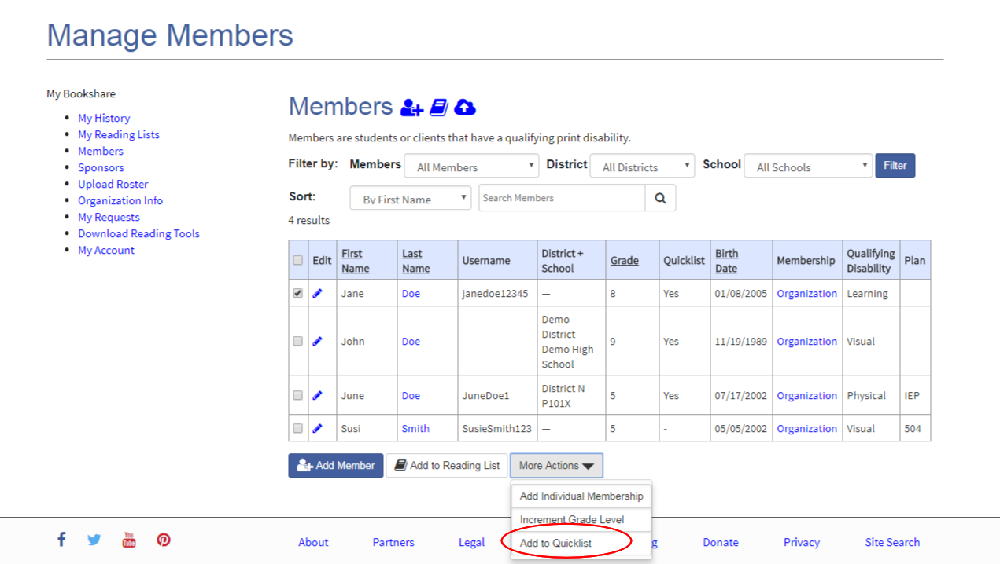 Manage Members
My Bookshare
My History
My Reading Lists
Members
Sponsors
Upload Roster
Organization Info
My Requests
Download Reading Tools
My Account
Members
Members are students or clients that have a qualifying print disability.
Filter by: Members All Members District All Districts School All Schools Filter
Sort: By First Name Search Members
4 results
Edit First Name Last Name Username District + School Grade Quicklist Birth Date Membership Qualifying Disability Plan
Jane Doe janedoe12345 — 8 Yes 01/08/2005 Organization Learning
John Doe Demo District Demo High School 9 Yes 11/19/1989 Organization Visual
June Doe JuneDoe1 District N P101X 5 Yes 07/17/2002 Organization Physical IEP
Susi Smith SusieSmith123 — 5 - 05/05/2002 Organization Visual 504
Add Member Add to Reading List More Actions
Add Individual Membership
Increment Grade Level
Add to Quicklist
You Tube
About Partners Legal g Donate Privacy Site Search